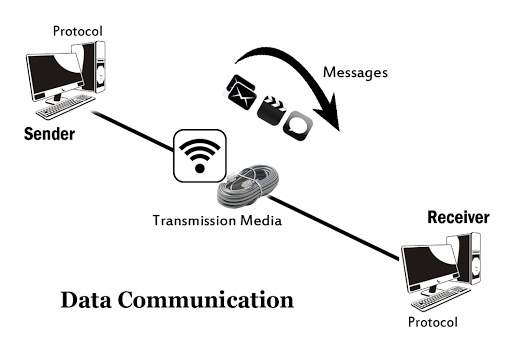 Protocol
Messages
Sender
Transmission Media
Receiver
Data Communication
Protocol